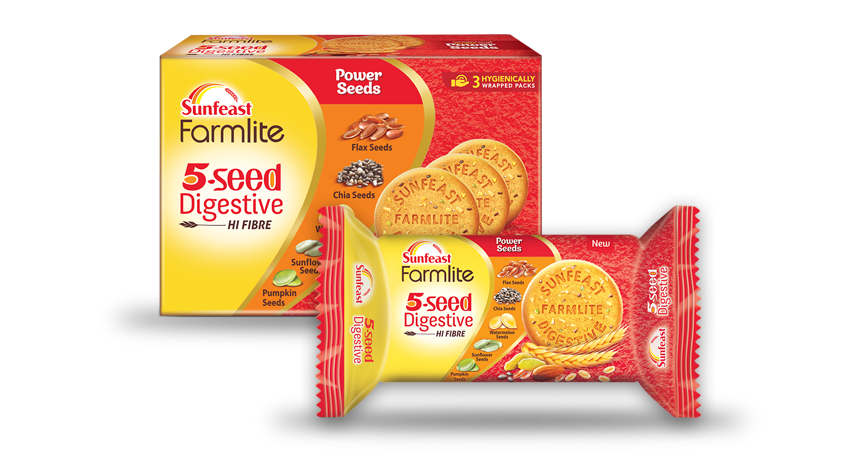 Sunfeast
Farmlite
5-seed
Digestive
HI FIBRE
Power
Seeds
Flax Seeds
Chia Seeds
Pumpkin
Seeds
3 HYGIENICALLY
WRAPPED PACKS
SUNFEAST
FARMLITE
Sunfeast
5-seed
Digestive
Sunfeast
Farmlite
5-seed
Digestive
HI FIBRE
Power
Seeds
Flax Seeds
Chia Seeds
Watermelon
Seeds
Sunflower
Seeds
Pumpkin
Seeds
New
SUNFEAST
FARMLITE
DIGESTIVE
5-seed
Digestive
Sunfeast